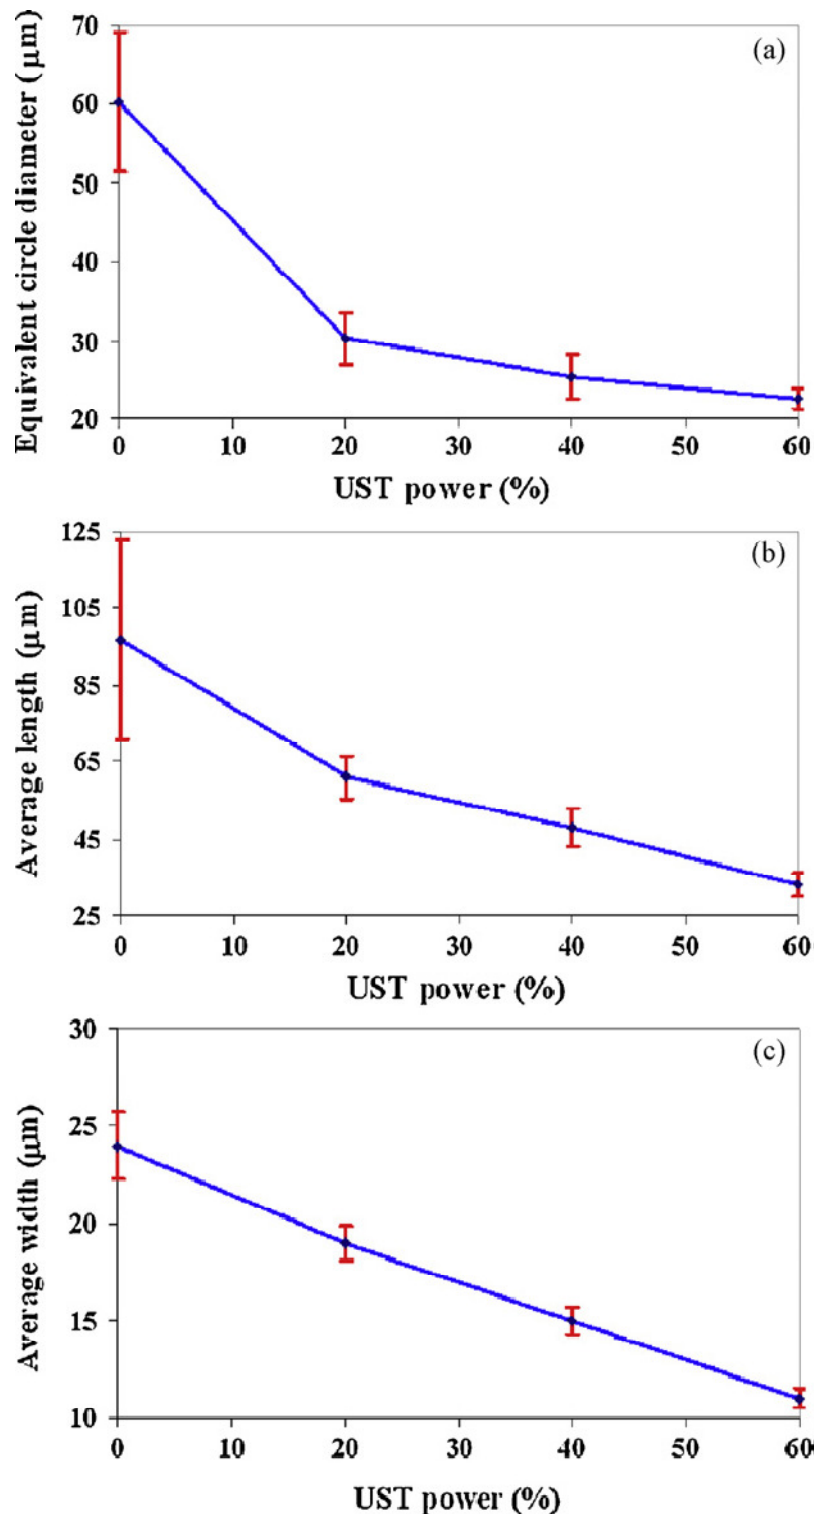 (a)
Equivalent circle diameter (µm)
70
60
50
40
30
20
0 10 20 30 40 50 60
UST power (%)
(b)
Average length (µm)
125
105
85
65
45
25
0 10 20 30 40 50 60
UST power (%)
(c)
Average width (µm)
30
25
20
15
10
0 10 20 30 40 50 60
UST power (%)